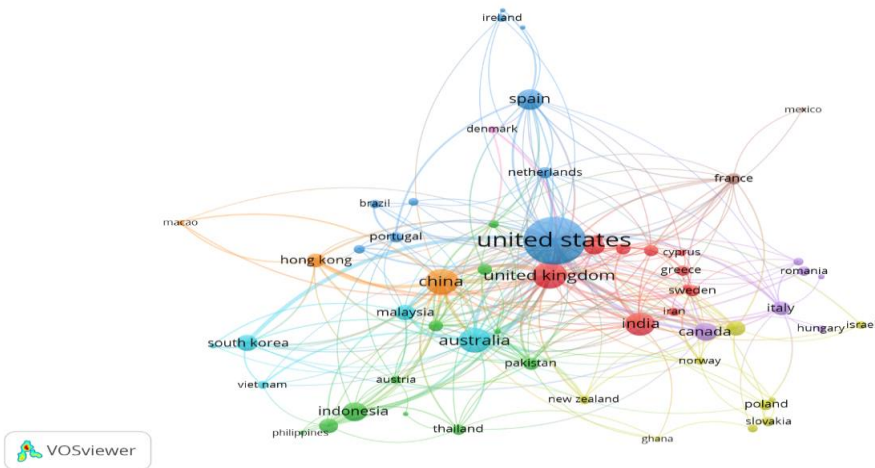 ireland
spain
mexico
denmark
netherlands
france
brazil
macao
portugal
united states
cyprus
hong kong
greece
romania
china
united kingdom
sweden
iran
italy
malaysia
india
canada
hungary
israe
south korea
australia
norway
pakistan
viet nam
austria
new zealand
poland
indonesia
slovakia
philippines
thailand
ghana
VOSviewer